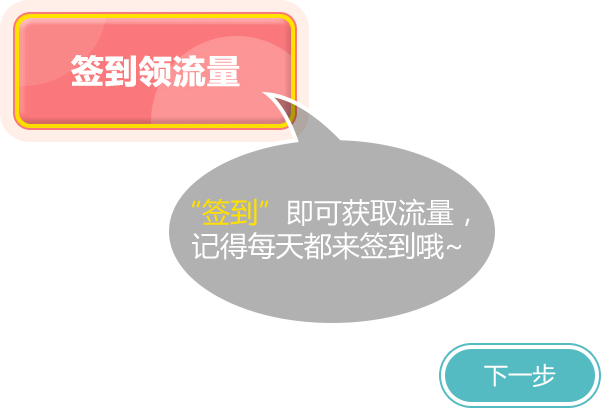 签到领流量
“签到”即可获取流量，
记得每天都来签到哦~
下一步